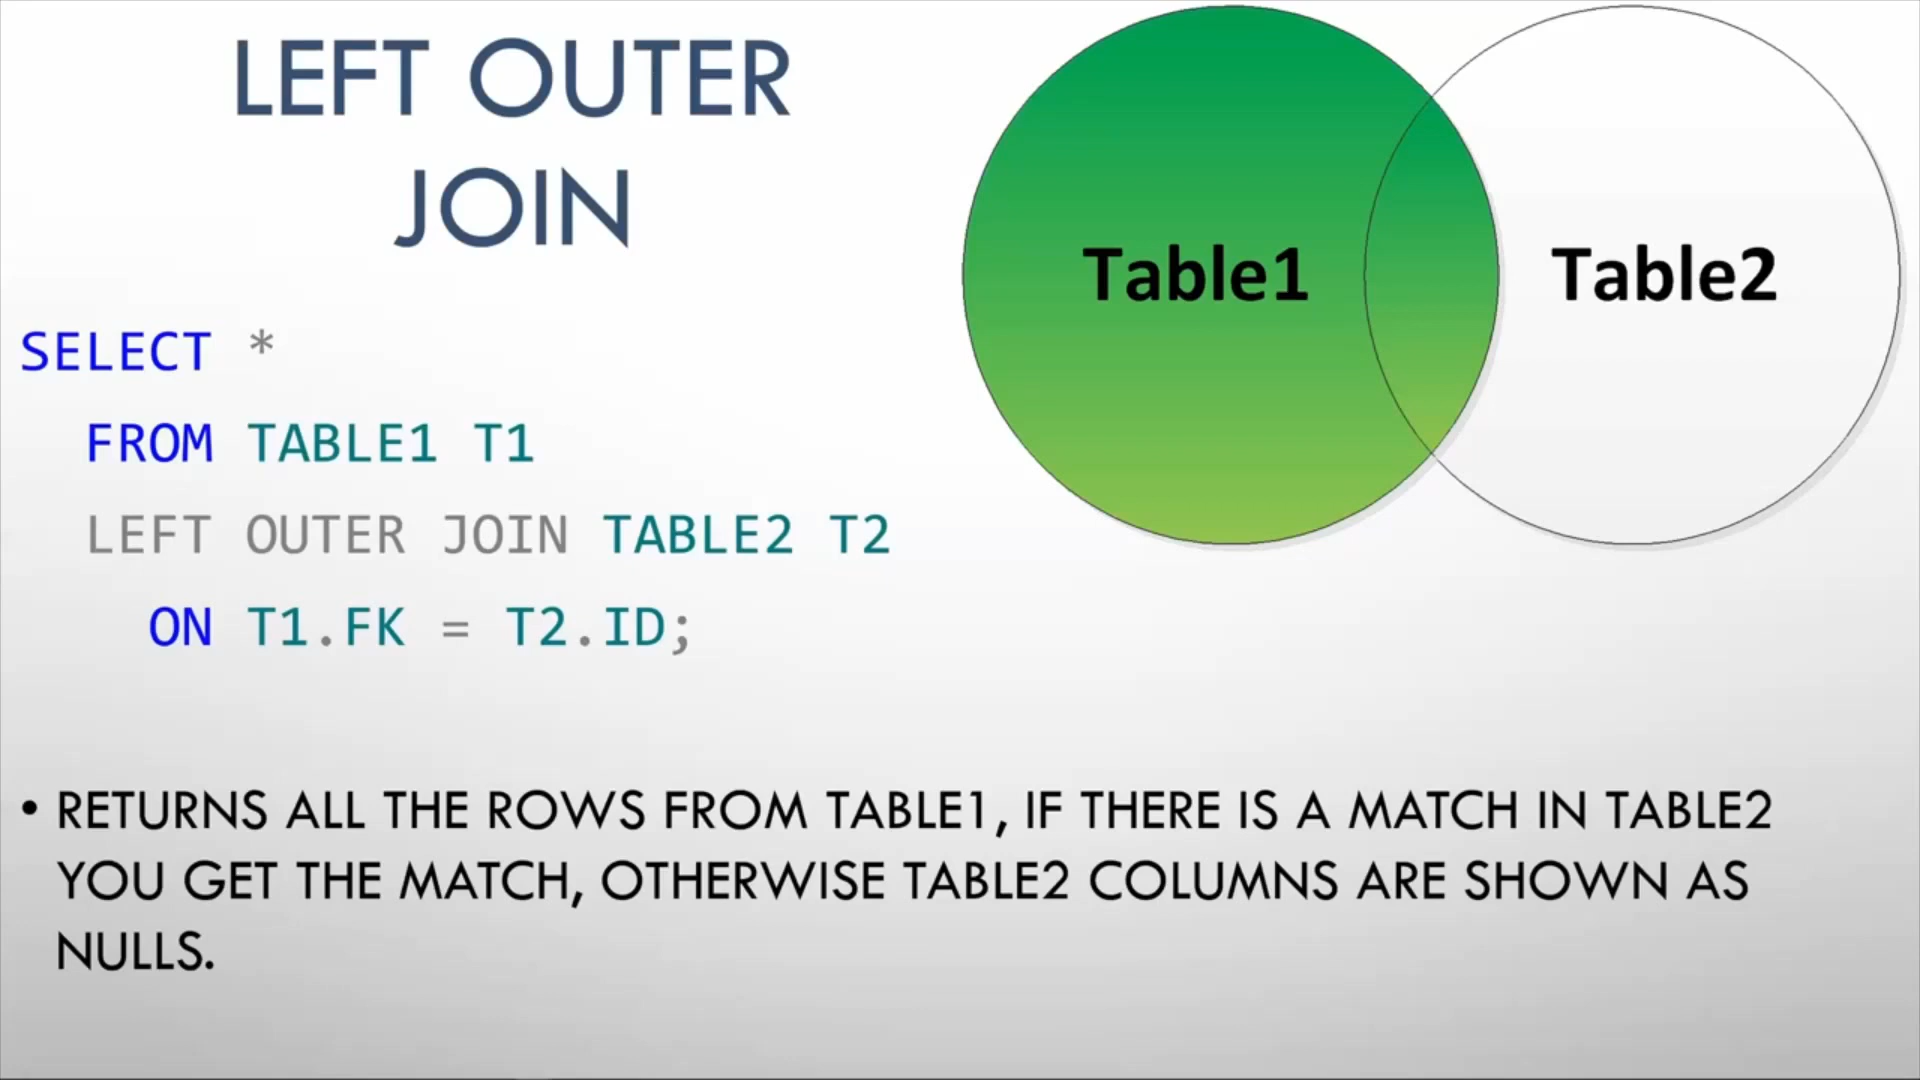 LEFT OUTER
JOIN
Table1
Table2
SELECT *
FROM TABLE1 T1
LEFT OUTER JOIN TABLE2 T2
ON T1.FK = T2.ID;
• RETURNS ALL THE ROWS FROM TABLE1, IF THERE IS A MATCH IN TABLE2
YOU GET THE MATCH, OTHERWISE TABLE2 COLUMNS ARE SHOWN AS
NULLS.